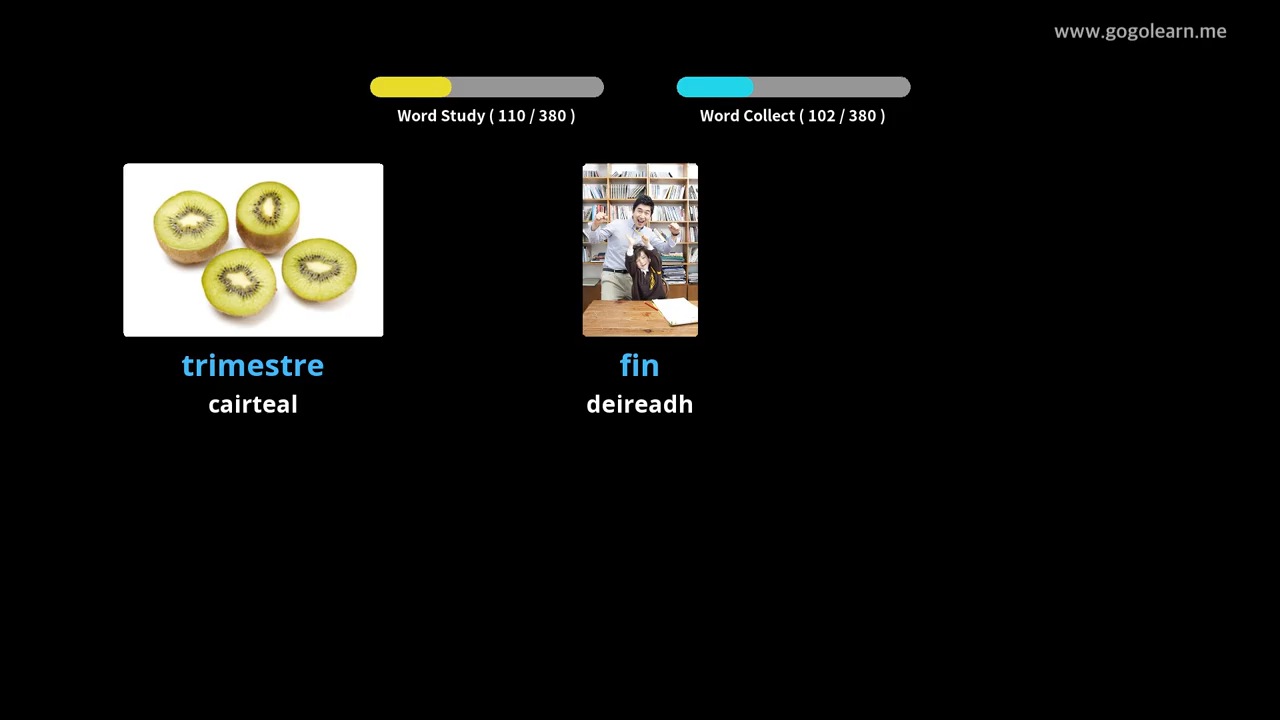 www.gogolearn.me
Word Study ( 110 / 380 )
Word Collect ( 102 / 380 )
trimestre
cairteal
fin
deireadh